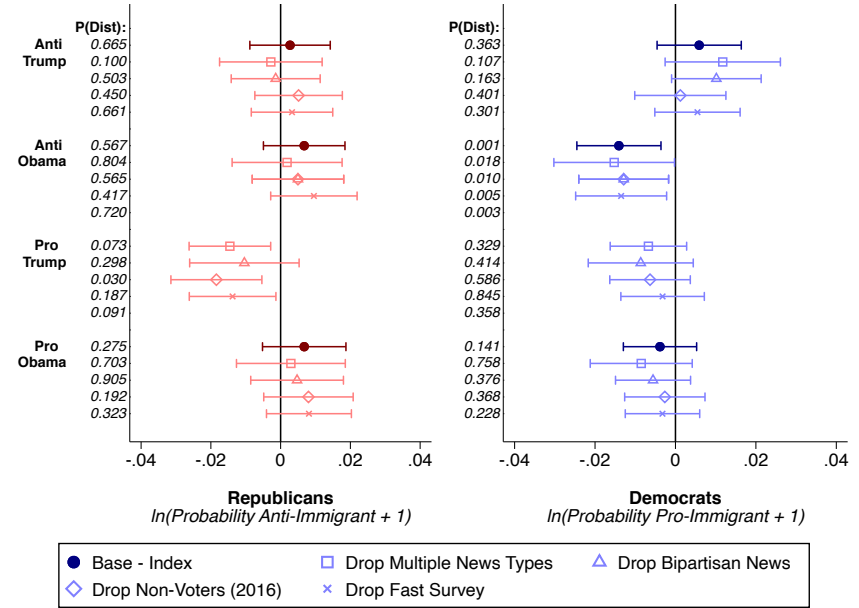 P(Dist): P(Dist):
Anti 0.665 0.363
Trump 0.100 0.107
0.503 0.163
0.450 0.401
0.661 0.301
Anti 0.567 0.001
Obama 0.804 0.018
0.565 0.010
0.417 0.005
0.720 0.003
Pro 0.073 0.329
Trump 0.298 0.414
0.030 0.586
0.187 0.845
0.091 0.358
Pro 0.275 0.141
Obama 0.703 0.758
0.905 0.376
0.192 0.368
0.323 0.228
-.04 -.02 0 .02 .04 -.04 -.02 0 .02 .04
Republicans Democrats
ln(Probability Anti-Immigrant + 1) ln(Probability Pro-Immigrant + 1)
Base - Index Drop Multiple News Types Drop Bipartisan News
Drop Non-Voters (2016) Drop Fast Survey